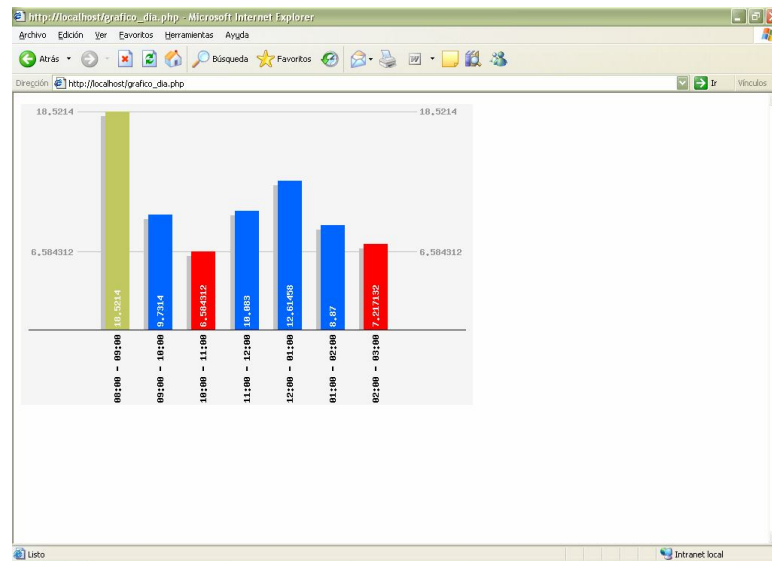 http://localhost/grafico_dia.php - Microsoft Internet Explorer
Archivo Edición Ver Favoritos Herramientas Ayuda
Atrás Búsqueda Favoritos
Dirección http://localhost/grafico_dia.php Ir Vínculos
18,5214 18,5214
6,584312 6,584312
18,5214
9,7314
6,584312
10,083
12,61458
8,87
7,217132
08:00 - 09:00
09:00 - 10:00
10:00 - 11:00
11:00 - 12:00
12:00 - 01:00
01:00 - 02:00
02:00 - 03:00
Listo Intranet local